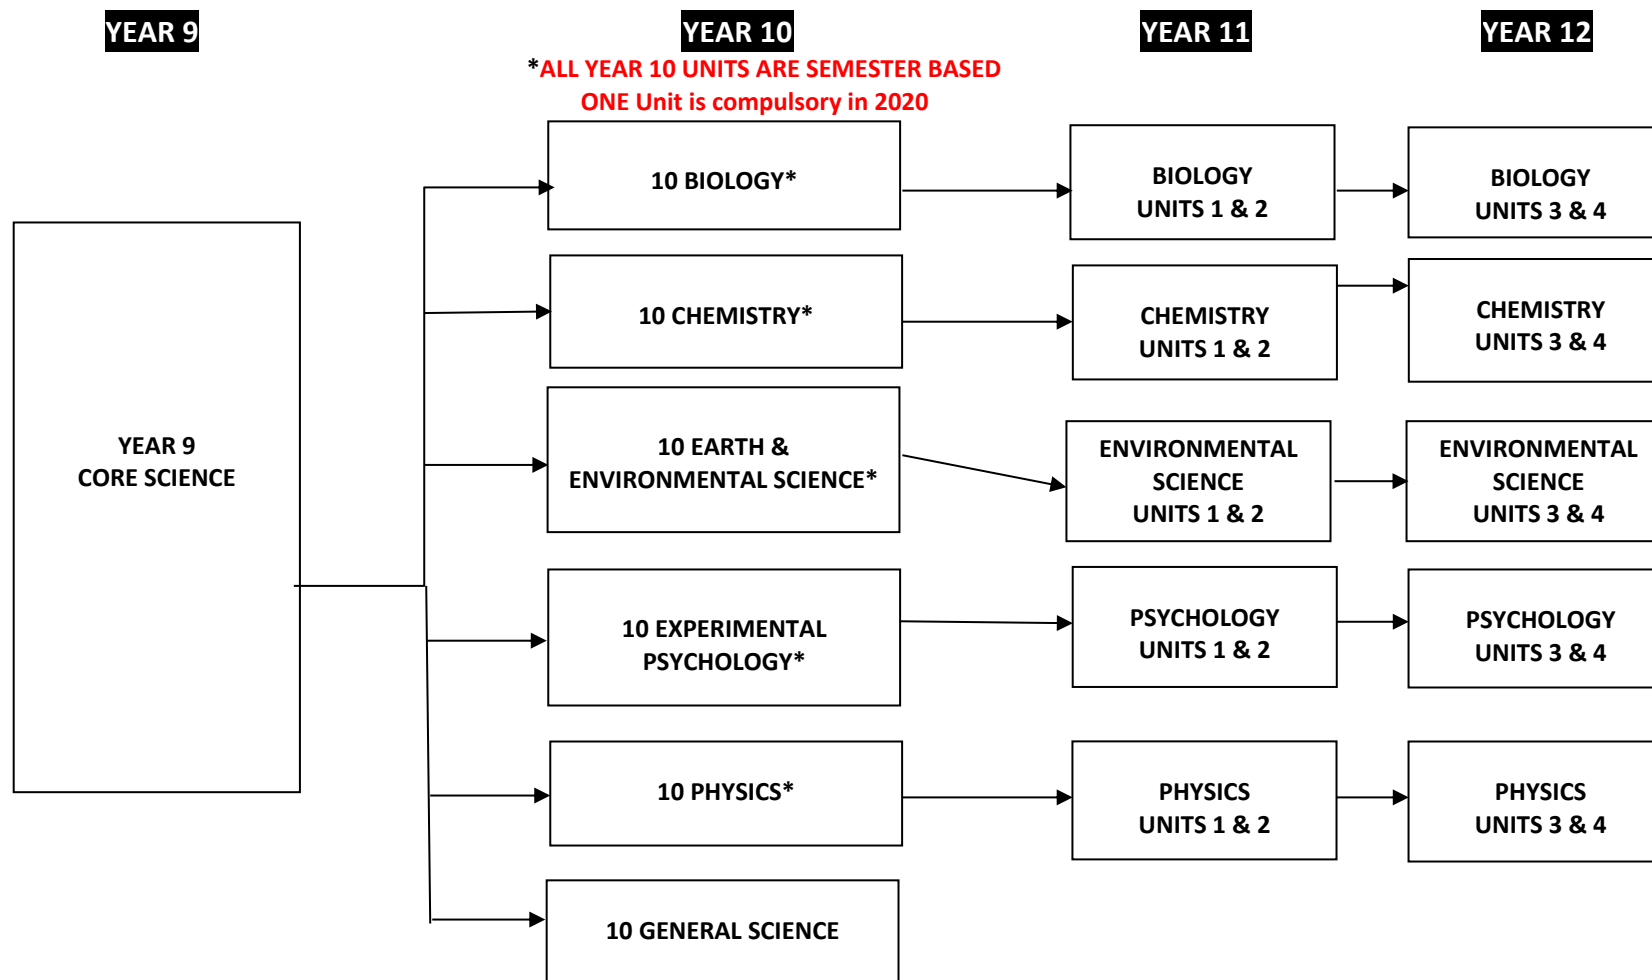 YEAR 9
YEAR 10
YEAR 11
YEAR 12
*ALL YEAR 10 UNITS ARE SEMESTER BASED
ONE Unit is compulsory in 2020
YEAR 9
CORE SCIENCE
10 BIOLOGY*
BIOLOGY
UNITS 1 & 2
BIOLOGY
UNITS 3 & 4
10 CHEMISTRY*
CHEMISTRY
UNITS 1 & 2
CHEMISTRY
UNITS 3 & 4
10 EARTH &
ENVIRONMENTAL SCIENCE*
ENVIRONMENTAL
SCIENCE
UNITS 1 & 2
ENVIRONMENTAL
SCIENCE
UNITS 3 & 4
10 EXPERIMENTAL
PSYCHOLOGY*
PSYCHOLOGY
UNITS 1 & 2
PSYCHOLOGY
UNITS 3 & 4
10 PHYSICS*
PHYSICS
UNITS 1 & 2
PHYSICS
UNITS 3 & 4
10 GENERAL SCIENCE